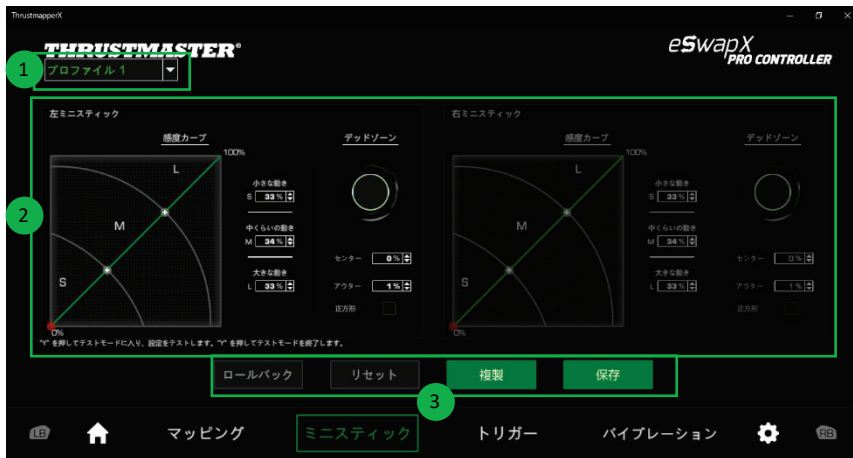 ThrustmapperX
THRUSTMASTER®
eSwapX
PRO CONTROLLER
1
プロファイル 1
2
左ミニスティック
感度カーブ
デッドゾーン
100%
L
M
S
0%
小さな動き
S 33%
中くらいの動き
M 34%
大きな動き
L 33%
センター 0%
アウター 1%
正方形
右ミニスティック
感度カーブ
デッドゾーン
100%
L
M
S
0%
小さな動き
S 33%
中くらいの動き
M 34%
大きな動き
L 33%
センター 0%
アウター 1%
正方形
"Y" を押してテストモードに入り、設定をテストします。"Y" を押してテストモードを終了します。
ロールバック リセット 複製 保存
3
LB マッピング ミニスティック トリガー バイブレーション RB